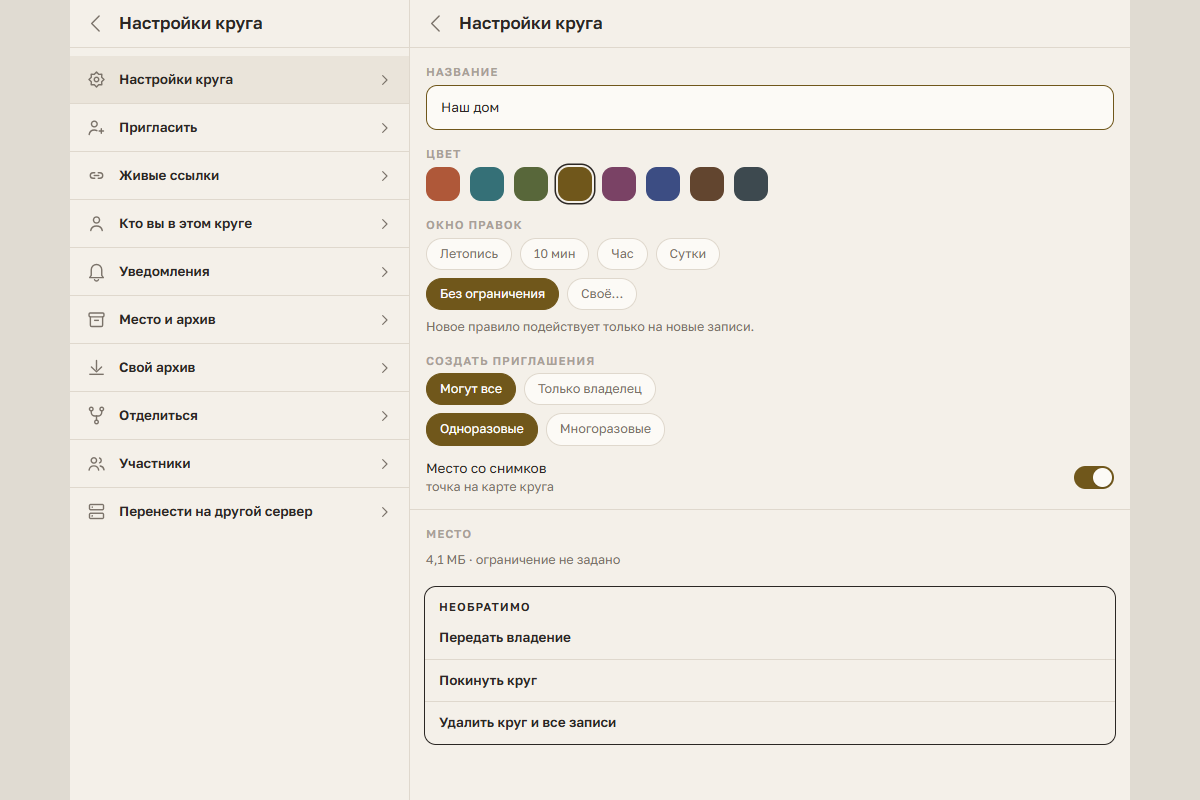 Настройки круга
Настройки круга
Пригласить
Живые ссылки
Кто вы в этом круге
Уведомления
Место и архив
Свой архив
Отделиться
Участники
Перенести на другой сервер
Настройки круга
НАЗВАНИЕ
Наш дом
ЦВЕТ
ОКНО ПРАВОК
Летопись
10 мин
Час
Сутки
Без ограничения
Своё...
Новое правило подействует только на новые записи.
СОЗДАТЬ ПРИГЛАШЕНИЯ
Могут все
Только владелец
Одноразовые
Многоразовые
Место со снимков
точка на карте круга
МЕСТО
4,1 МБ · ограничение не задано
НЕОБРАТИМО
Передать владение
Покинуть круг
Удалить круг и все записи